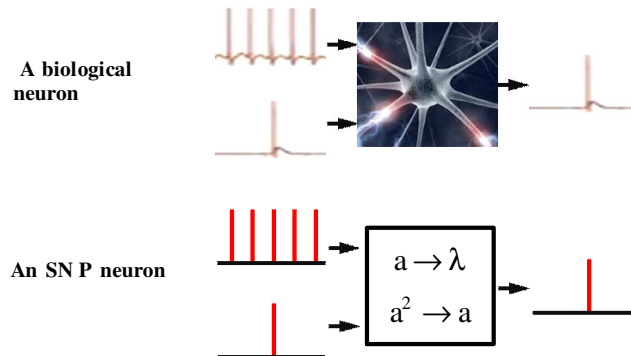 A biological
neuron
An SN P neuron
a → λ
a² → a